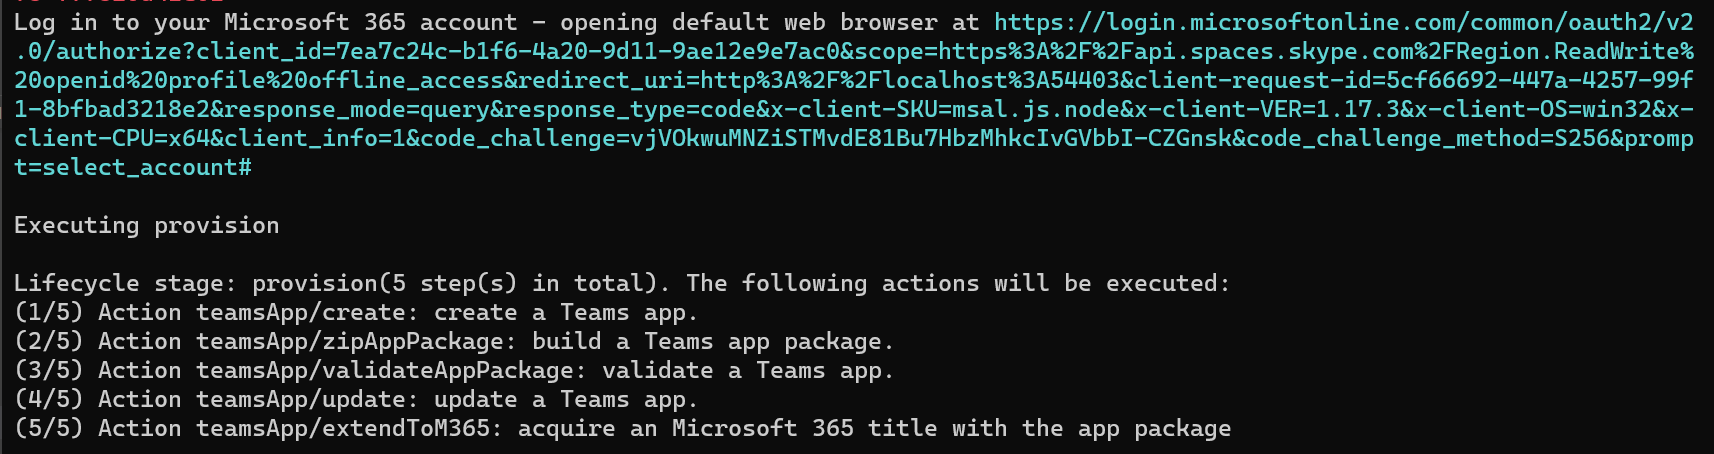 Log in to your Microsoft 365 account - opening default web browser at https://login.microsoftonline.com/common/oauth2/v2
.0/authorize?client_id=7ea7c24c-b1f6-4a20-9d11-9ae12e9e7ac0&scope=https%3A%2F%2Fapi.spaces.skype.com%2FRegion.ReadWrite%
20openid%20profile%20offline_access&redirect_uri=http%3A%2F%2Flocalhost%3A54403&client-request-id=5cf66692-447a-4257-99f
1-8bfbad3218e2&response_mode=query&response_type=code&x-client-SKU=msal.js.node&x-client-VER=1.17.3&x-client-OS=win32&x-
client-CPU=x64&client_info=1&code_challenge=vjVOkwuMNZiSTMvdE81Bu7HbzMhkcIvGVbbI-CZGnsk&code_challenge_method=S256&promp
t=select_account#
Executing provision
Lifecycle stage: provision(5 step(s) in total). The following actions will be executed:
(1/5) Action teamsApp/create: create a Teams app.
(2/5) Action teamsApp/zipAppPackage: build a Teams app package.
(3/5) Action teamsApp/validateAppPackage: validate a Teams app.
(4/5) Action teamsApp/update: update a Teams app.
(5/5) Action teamsApp/extendToM365: acquire an Microsoft 365 title with the app package